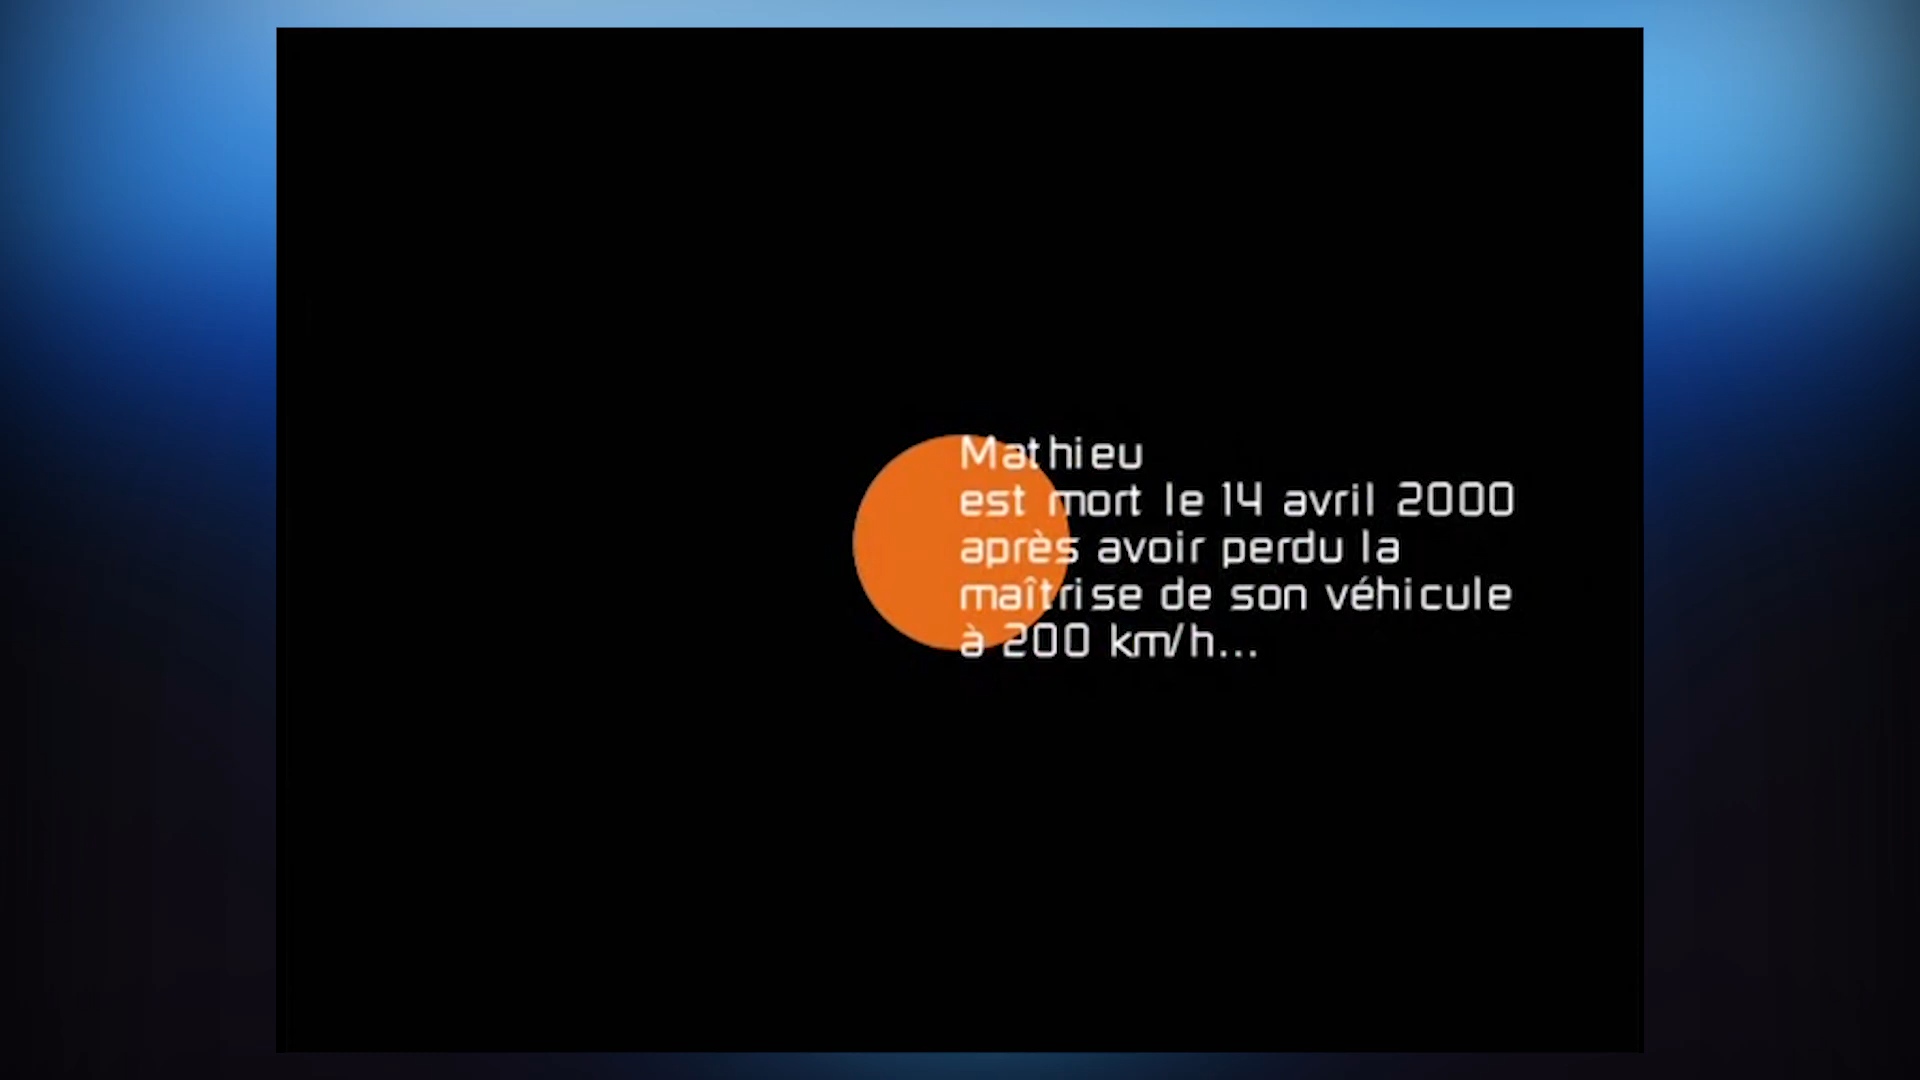 Mathieu
est mort le 14 avril 2000
après avoir perdu la
maîtrise de son véhicule
à 200 km/h...